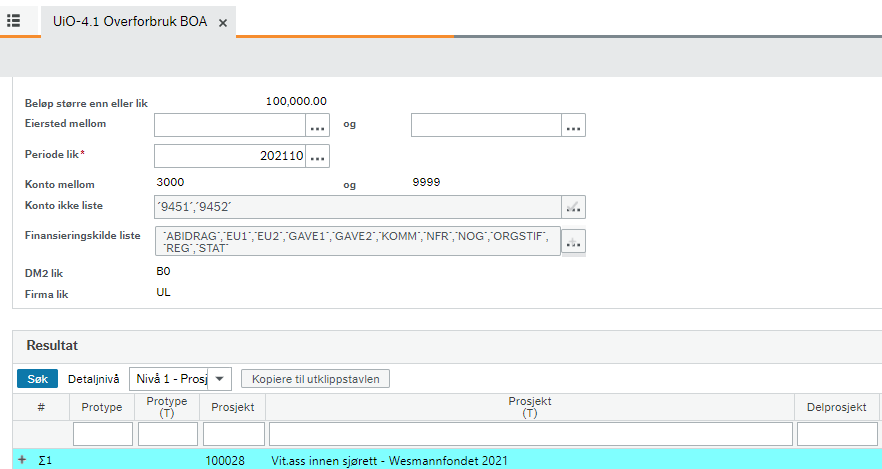 UiO-4.1 Overforbruk BOA ×
Beløp større enn eller lik 100,000.00
Eiersted mellom ... og ...
Periode lik* 202110 ...
Konto mellom 3000 og 9999
Konto ikke liste ´9451´,´9452´
Finansieringskilde liste ´ABIDRAG´,´EU1´,´EU2´,´GAVE1´,´GAVE2´,´KOMM´,´NFR´,´NOG´,´ORGSTIF´,
´REG´,´STAT´
DM2 lik B0
Firma lik UL
Resultat
Søk Detaljnivå Nivå 1 - Prosj Kopiere til utklippstavlen
# Protype Protype (T) Prosjekt Prosjekt (T) Delprosjekt
+ Σ1 100028 Vit.ass innen sjørett - Wesmannfondet 2021